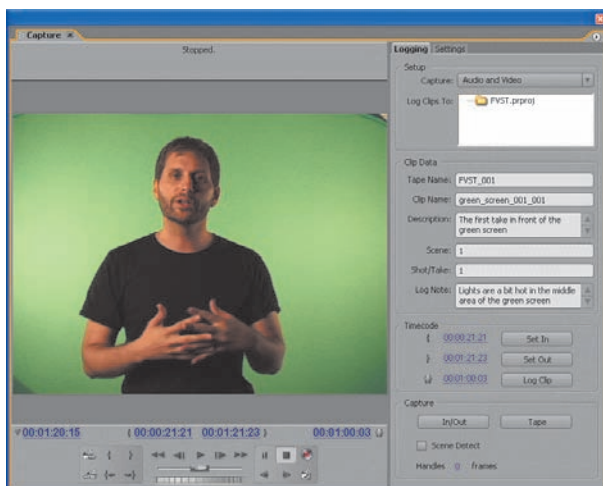 Capture
Stopped.
Logging Settings
Setup
Capture: Audio and Video
Log Clips To: FVST.prproj
Clip Data
Tape Name: FVST_001
Clip Name: green_screen_001_001
Description: The first take in front of the
green screen
Scene: 1
Shot/Take: 1
Log Note: Lights are a bit hot in the middle
area of the green screen
Timecode
{ 00:00:21:21 Set In
} 00:01:21:23 Set Out
{} 00:01:00:03 Log Clip
Capture
In/Out Tape
Scene Detect
Handles 0 frames
00:01:20:15 { 00:00:21:21 00:01:21:23 } 00:01:00:03 {}